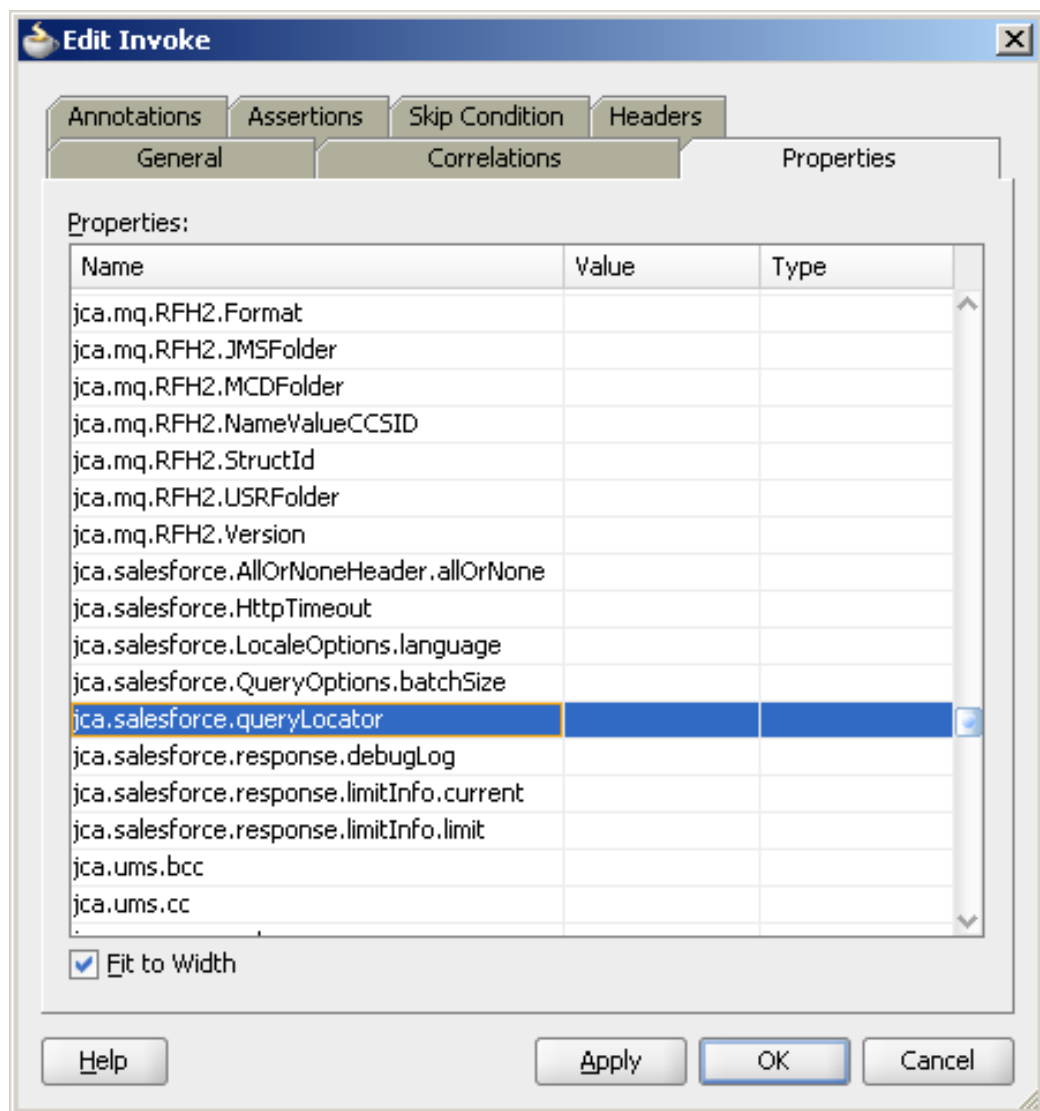 Edit Invoke
Annotations Assertions Skip Condition Headers
General Correlations Properties
Properties:
Name Value Type
jca.mq.RFH2.Format
jca.mq.RFH2.JMSFolder
jca.mq.RFH2.MCDFolder
jca.mq.RFH2.NameValueCCSID
jca.mq.RFH2.StructId
jca.mq.RFH2.USRFolder
jca.mq.RFH2.Version
jca.salesforce.AllOrNoneHeader.allOrNone
jca.salesforce.HttpTimeout
jca.salesforce.LocaleOptions.language
jca.salesforce.QueryOptions.batchSize
jca.salesforce.queryLocator
jca.salesforce.response.debugLog
jca.salesforce.response.limitInfo.current
jca.salesforce.response.limitInfo.limit
jca.ums.bcc
jca.ums.cc
Fit to Width
Help Apply OK Cancel